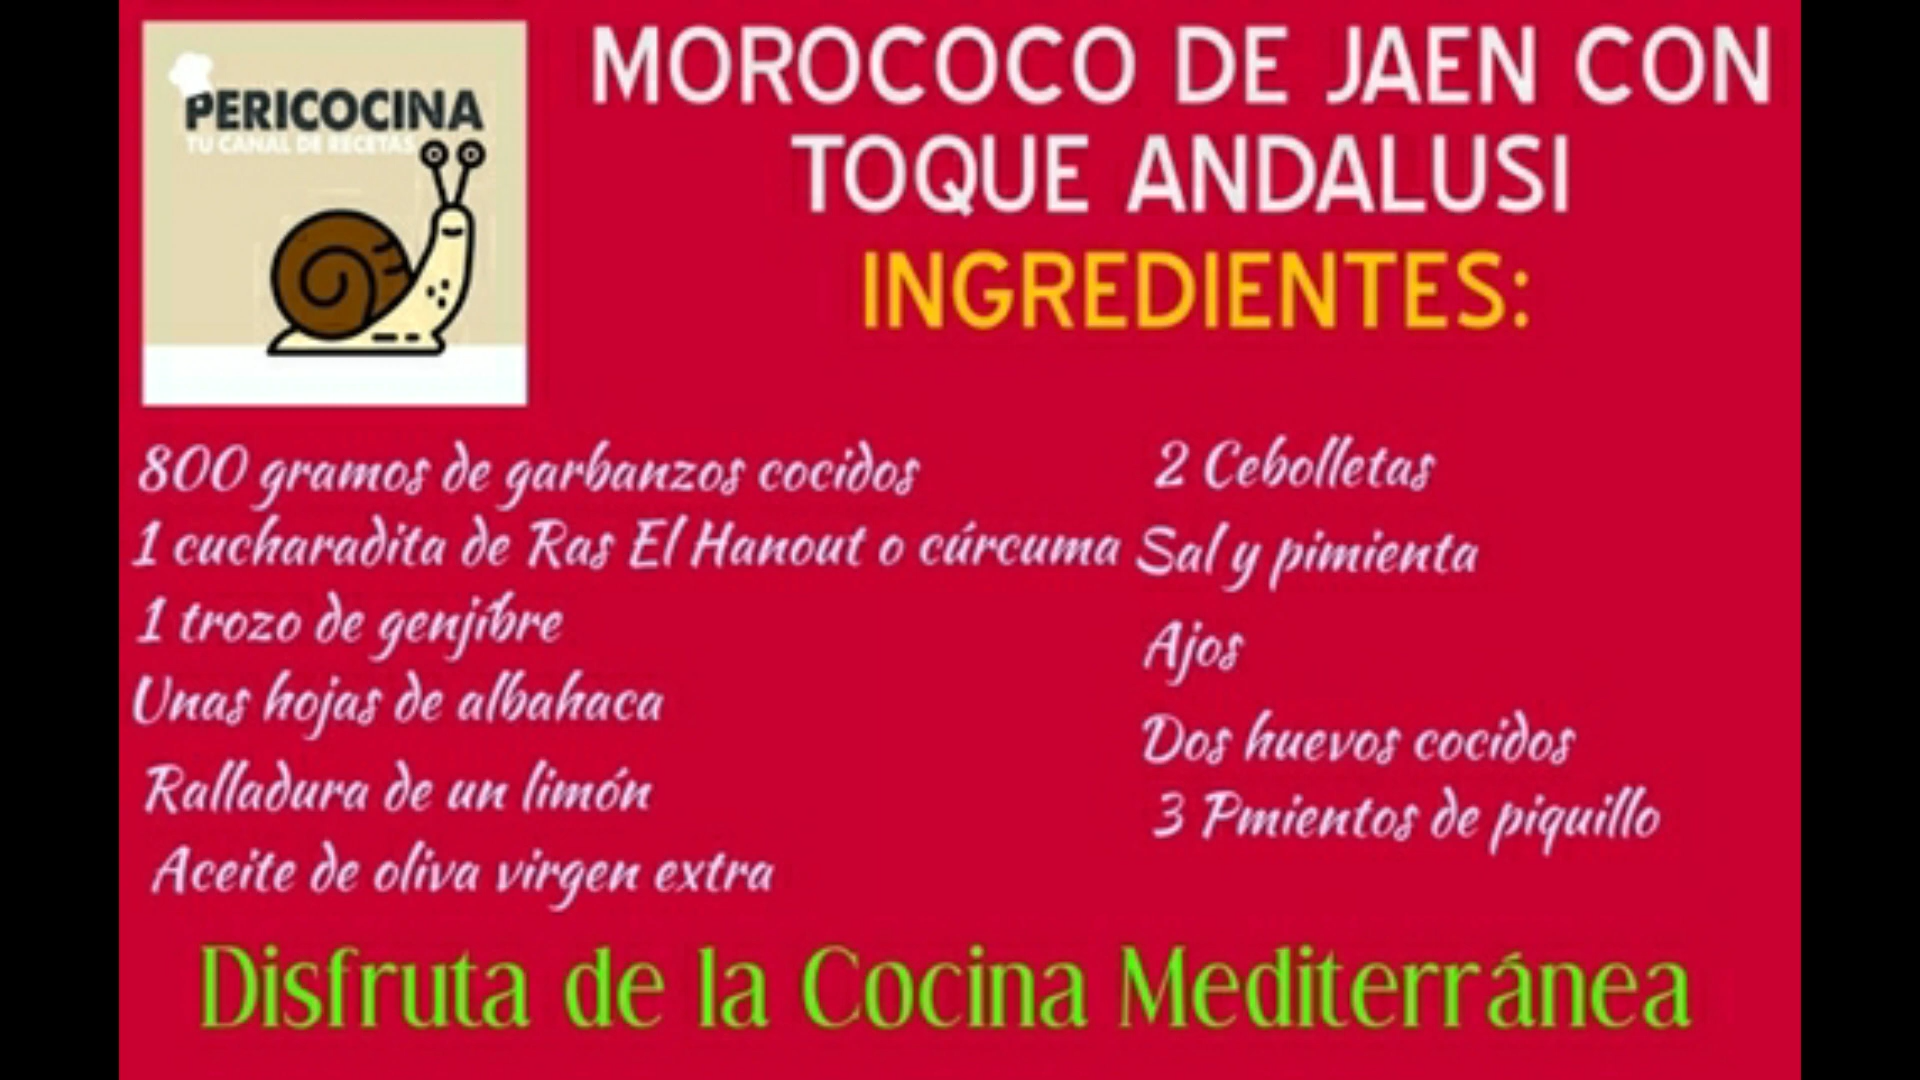 PERICOCINA
TU CANAL DE RECETAS
MOROCOCO DE JAEN CON
TOQUE ANDALUSI
INGREDIENTES:
800 gramos de garbanzos cocidos
1 cucharadita de Ras El Hanout o cúrcuma
1 trozo de genjíbre
Unas hojas de albahaca
Ralladura de un limón
Aceite de oliva virgen extra
2 Cebolletas
Sal y pimienta
Ajos
Dos huevos cocidos
3 Pmientos de piquillo
Disfruta de la Cocina Mediterránea